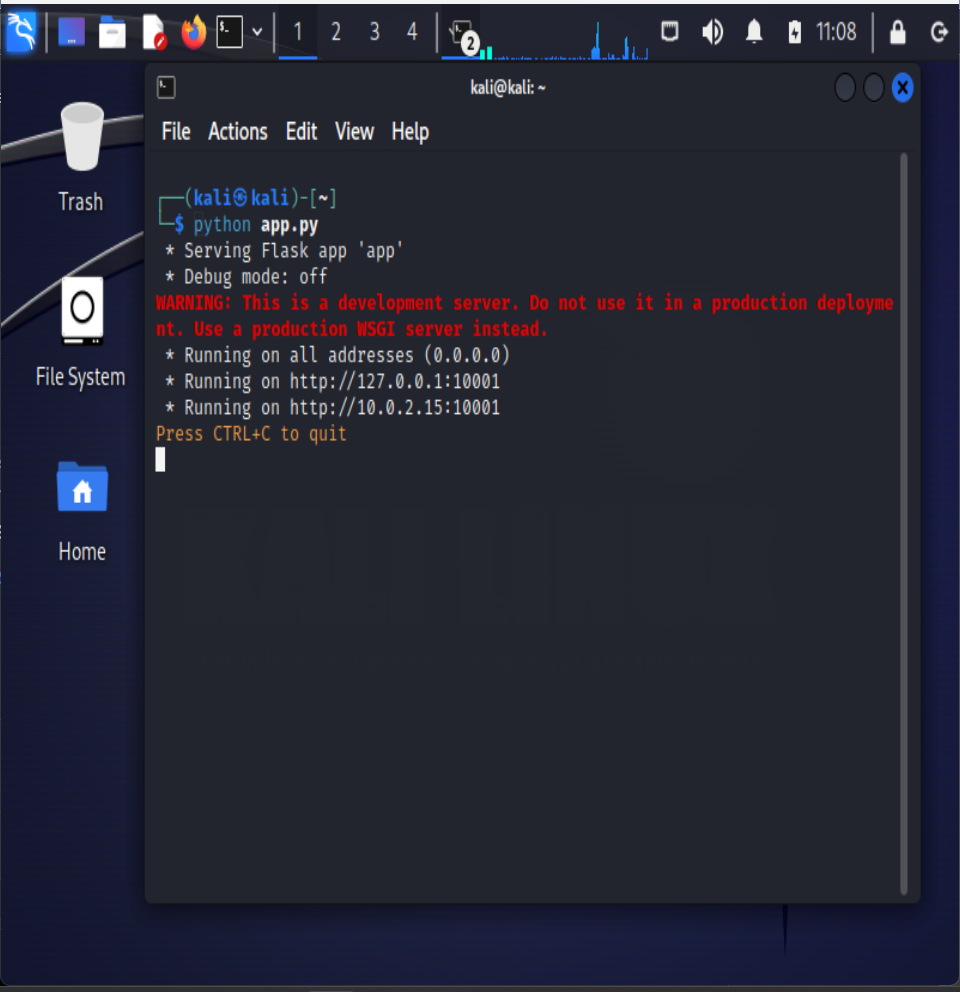 1 2 3 4 2 11:08
kali@kali: ~
File Actions Edit View Help
Trash
File System
Home
┌──(kali㉿kali)-[~]
└─$ python app.py
* Serving Flask app 'app'
* Debug mode: off
WARNING: This is a development server. Do not use it in a production deployme
nt. Use a production WSGI server instead.
* Running on all addresses (0.0.0.0)
* Running on http://127.0.0.1:10001
* Running on http://10.0.2.15:10001
Press CTRL+C to quit